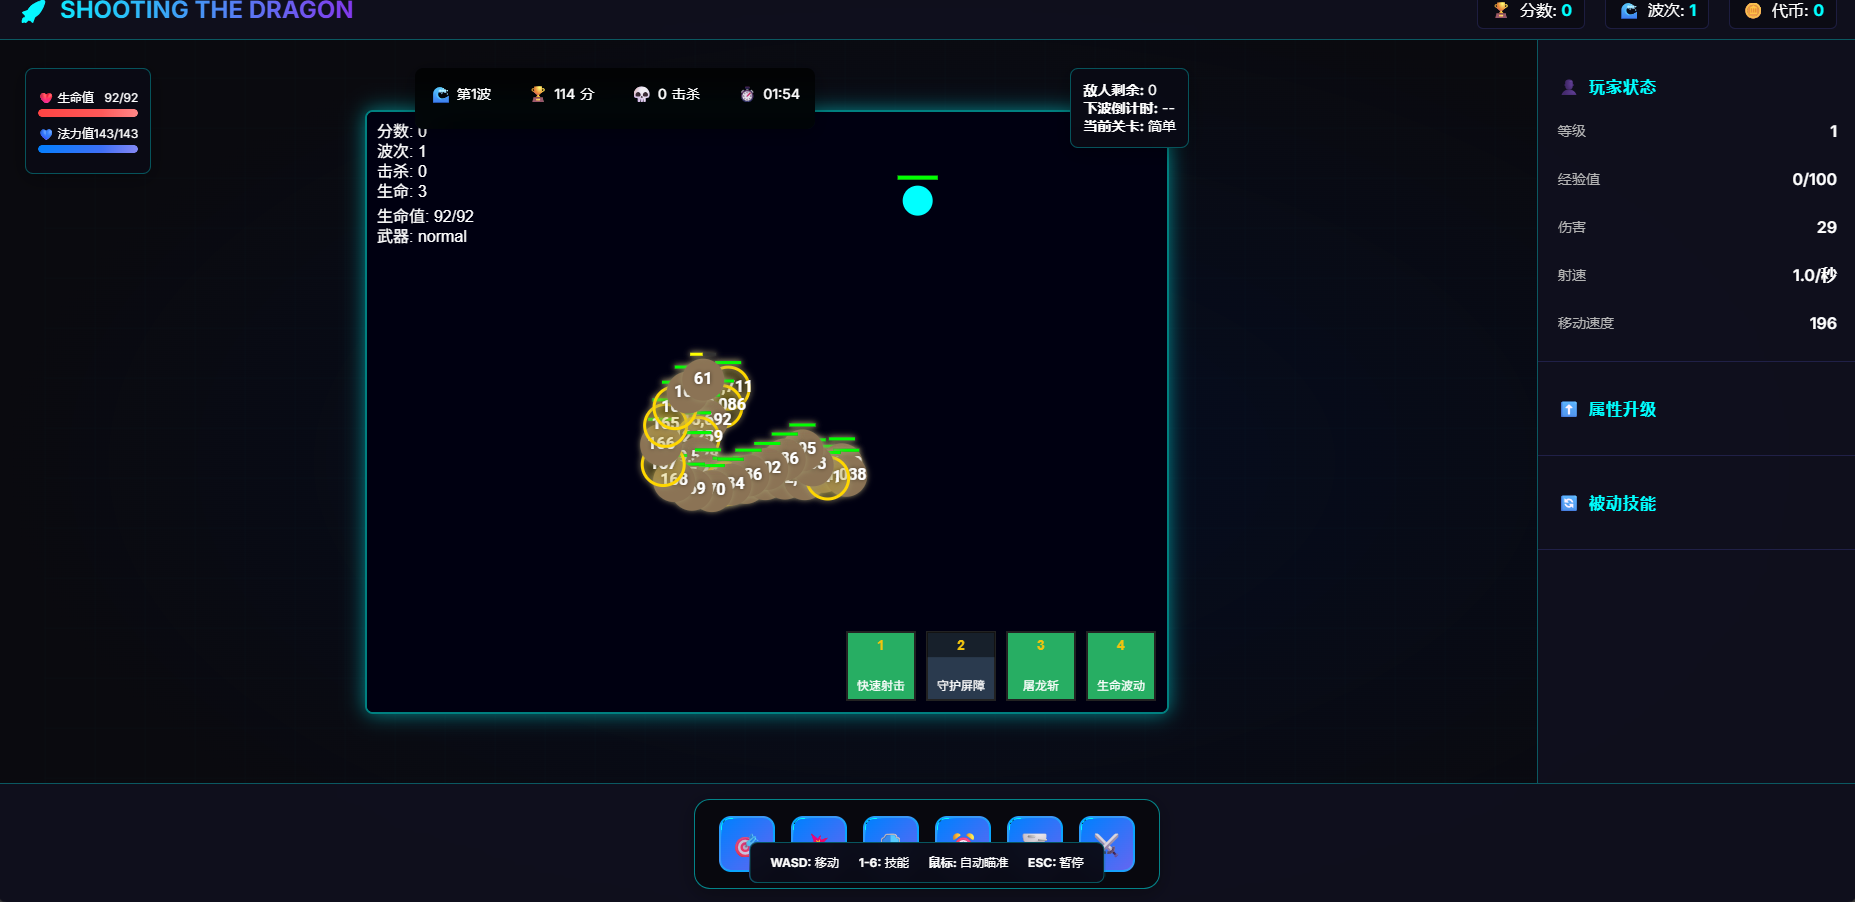 SHOOTING THE DRAGON
分数: 0
波次: 1
代币: 0
生命值 92/92
法力值143/143
第1波
114 分
0 击杀
01:54
敌人剩余: 0
下波倒计时: --
当前关卡: 简单
分数: 0
波次: 1
击杀: 0
生命: 3
生命值: 92/92
武器: normal
61
165
166
168
1
快速射击
2
守护屏障
3
屠龙斩
4
生命波动
玩家状态
等级 1
经验值 0/100
伤害 29
射速 1.0/秒
移动速度 196
属性升级
被动技能
WASD: 移动 1-6: 技能 鼠标: 自动瞄准 ESC: 暂停